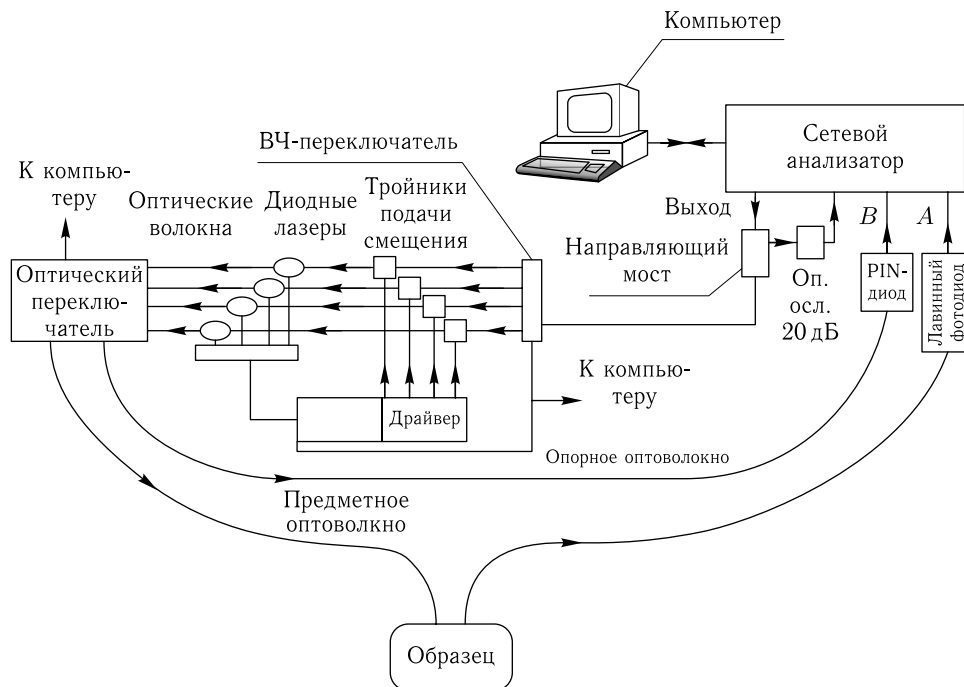 Компьютер
ВЧ-переключатель
Сетевой
анализатор
К компью-
теру
Оптические
волокна
Диодные
лазеры
Тройники
подачи
смещения
Выход
B
A
Направляющий
мост
Оптический
переклю-
чатель
Оп.
осл.
20 дБ
PIN-
диод
Лавинный
фотодиод
К компью-
теру
Драйвер
Опорное оптоволокно
Предметное
оптоволкно
Образец